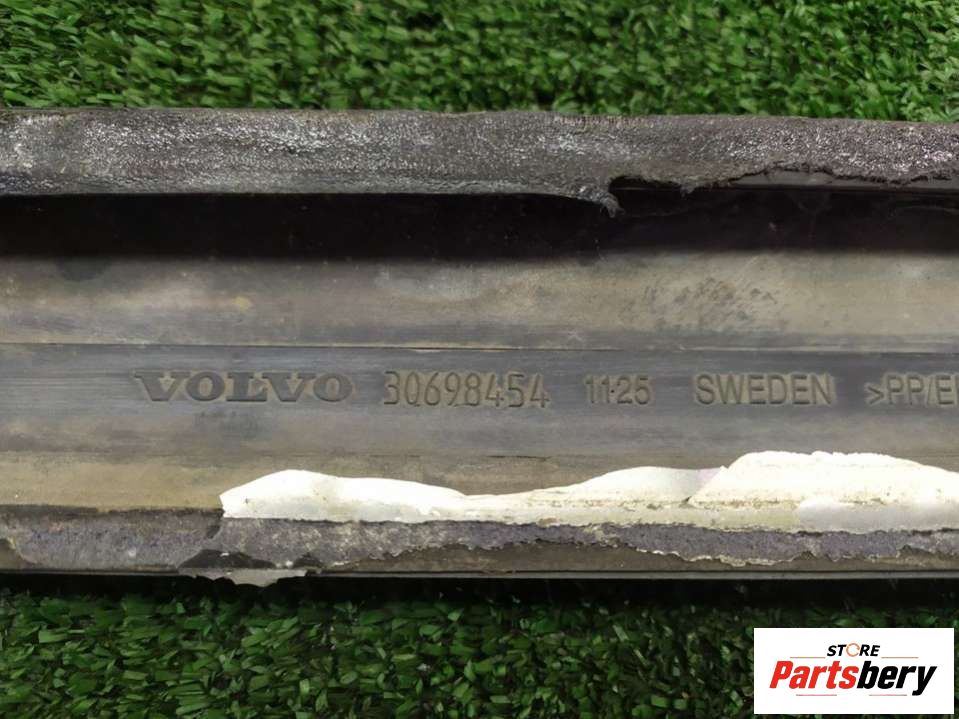 VOLVO 30698454 11·25 SWEDEN >PP/E
STORE
Partsbery